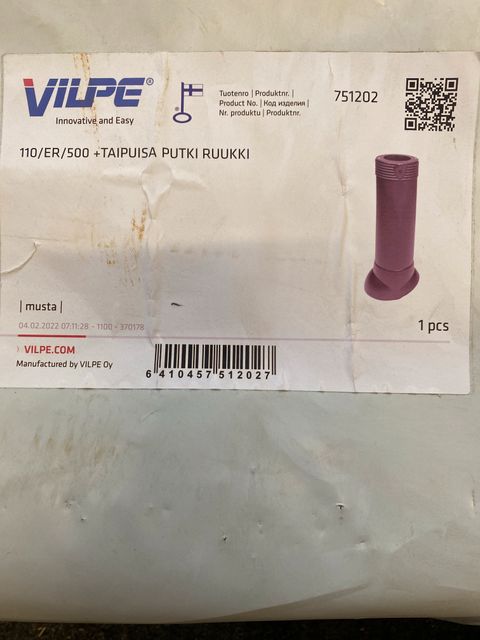 VILPE®
Innovative and Easy
Tuotenro | Produktnr. |
Product No. | Код изделия |
Nr. produktu | Produktnr.
751202
110/ER/500 +TAIPUISA PUTKI RUUKKI
| musta |
04.02.2022 07:11:28 - 1100 - 370178
1 pcs
› VILPE.COM
Manufactured by VILPE Oy
6 410457 512027